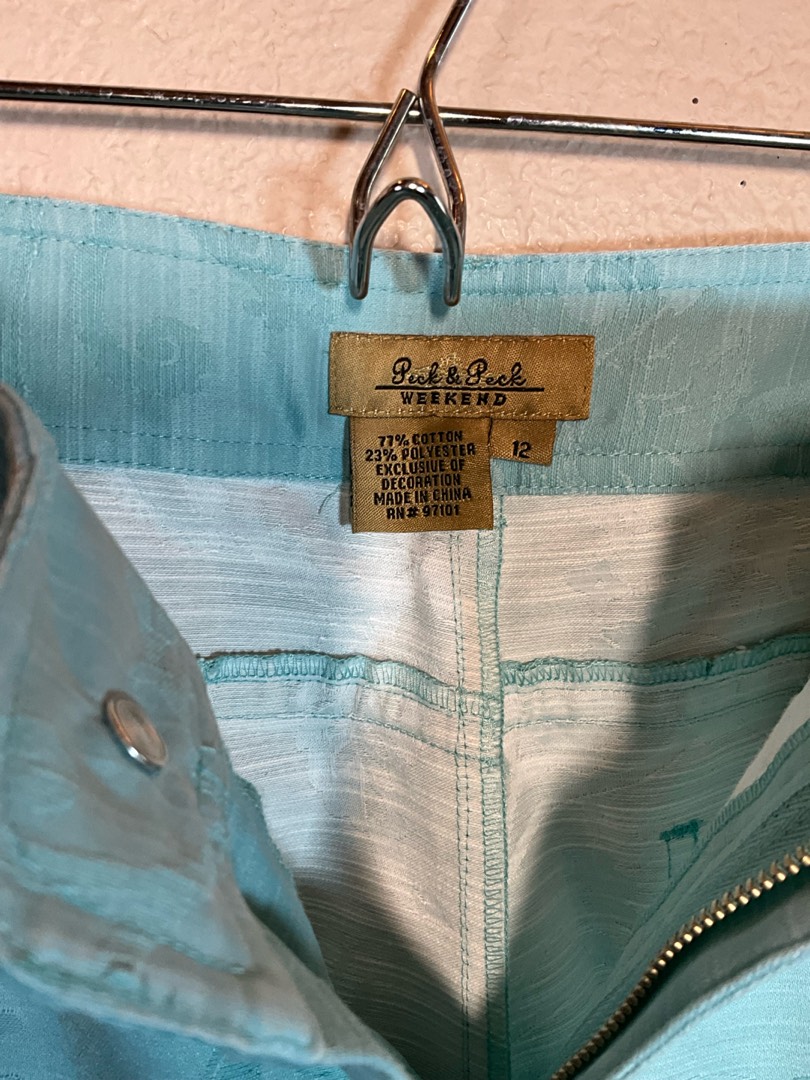 Peck & Peck
WEEKEND
12
77% COTTON
23% POLYESTER
EXCLUSIVE OF
DECORATION
MADE IN CHINA
RN# 97101